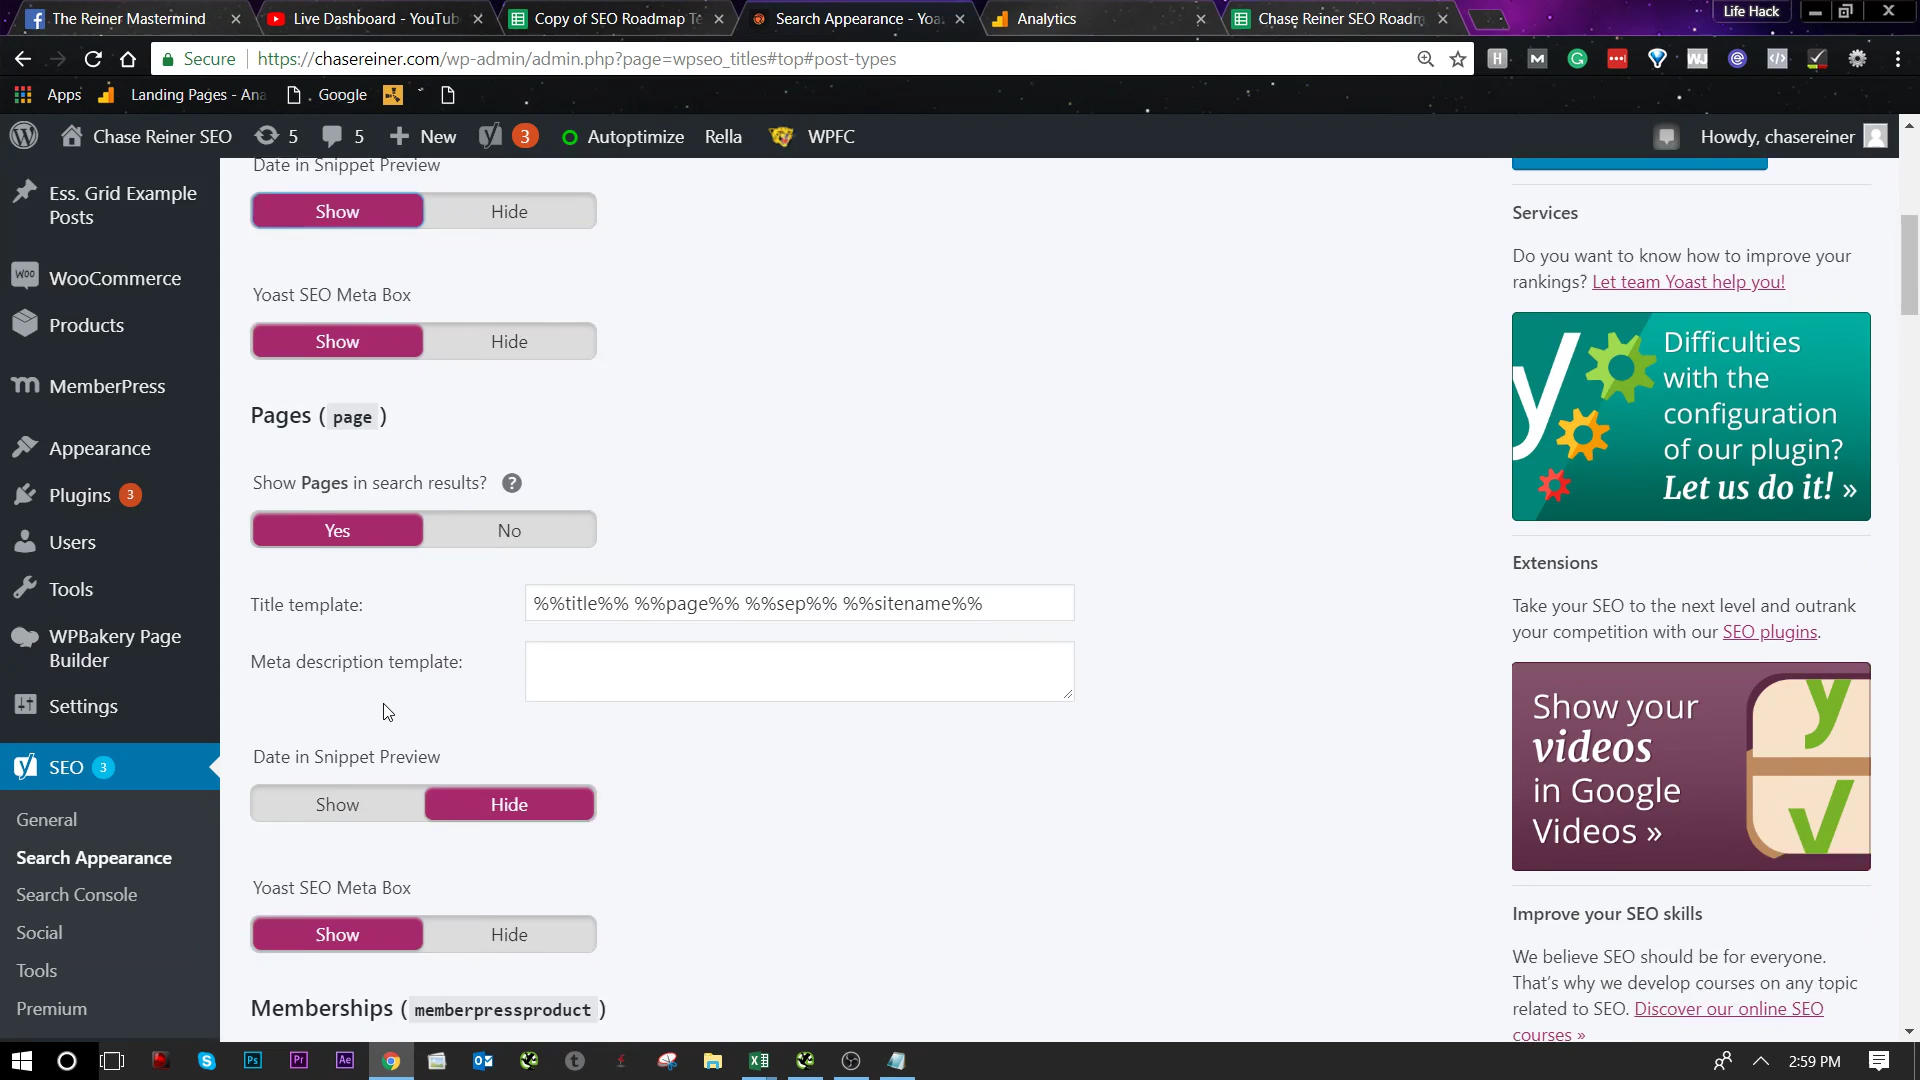 The Reiner Mastermind
Live Dashboard - YouTub
Copy of SEO Roadmap Te
Search Appearance - Yoa
Analytics
Chase Reiner SEO Roadm
Life Hack
Secure
https://chasereiner.com/wp-admin/admin.php?page=wpseo_titles#top#post-types
Apps
Landing Pages - Ana
Google
Chase Reiner SEO
5
5
New
3
Autoptimize
Rella
WPFC
Howdy, chasereiner
Ess. Grid Example
Posts
WooCommerce
Products
MemberPress
Appearance
Plugins 3
Users
Tools
WPBakery Page
Builder
Settings
SEO 3
General
Search Appearance
Search Console
Social
Tools
Premium
Date in Snippet Preview
Show Hide
Yoast SEO Meta Box
Show Hide
Pages ( page )
Show Pages in search results? ?
Yes No
Title template: %%title%% %%page%% %%sep%% %%sitename%%
Meta description template:
Date in Snippet Preview
Show Hide
Yoast SEO Meta Box
Show Hide
Memberships ( memberpressproduct )
Services
Do you want to know how to improve your
rankings? Let team Yoast help you!
Difficulties
with the
configuration
of our plugin?
Let us do it! »
Extensions
Take your SEO to the next level and outrank
your competition with our SEO plugins.
Show your
videos
in Google
Videos »
Improve your SEO skills
We believe SEO should be for everyone.
That's why we develop courses on any topic
related to SEO. Discover our online SEO
courses »
2:59 PM